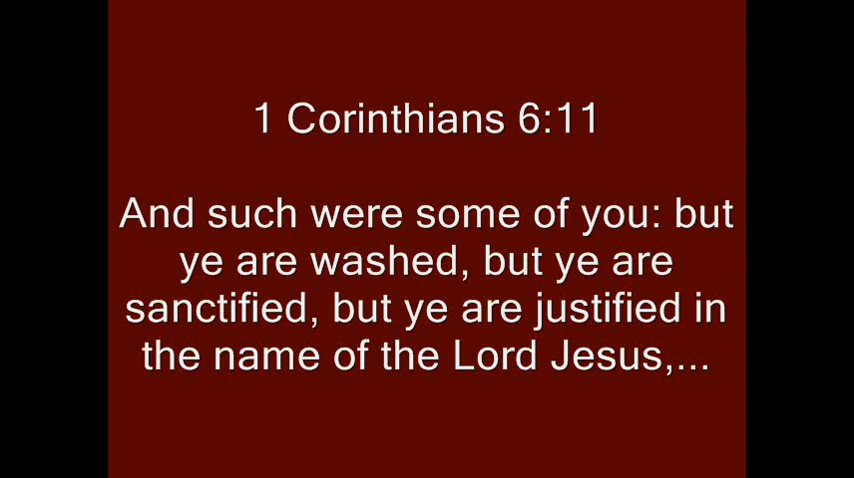 1 Corinthians 6:11
And such were some of you: but
ye are washed, but ye are
sanctified, but ye are justified in
the name of the Lord Jesus,...